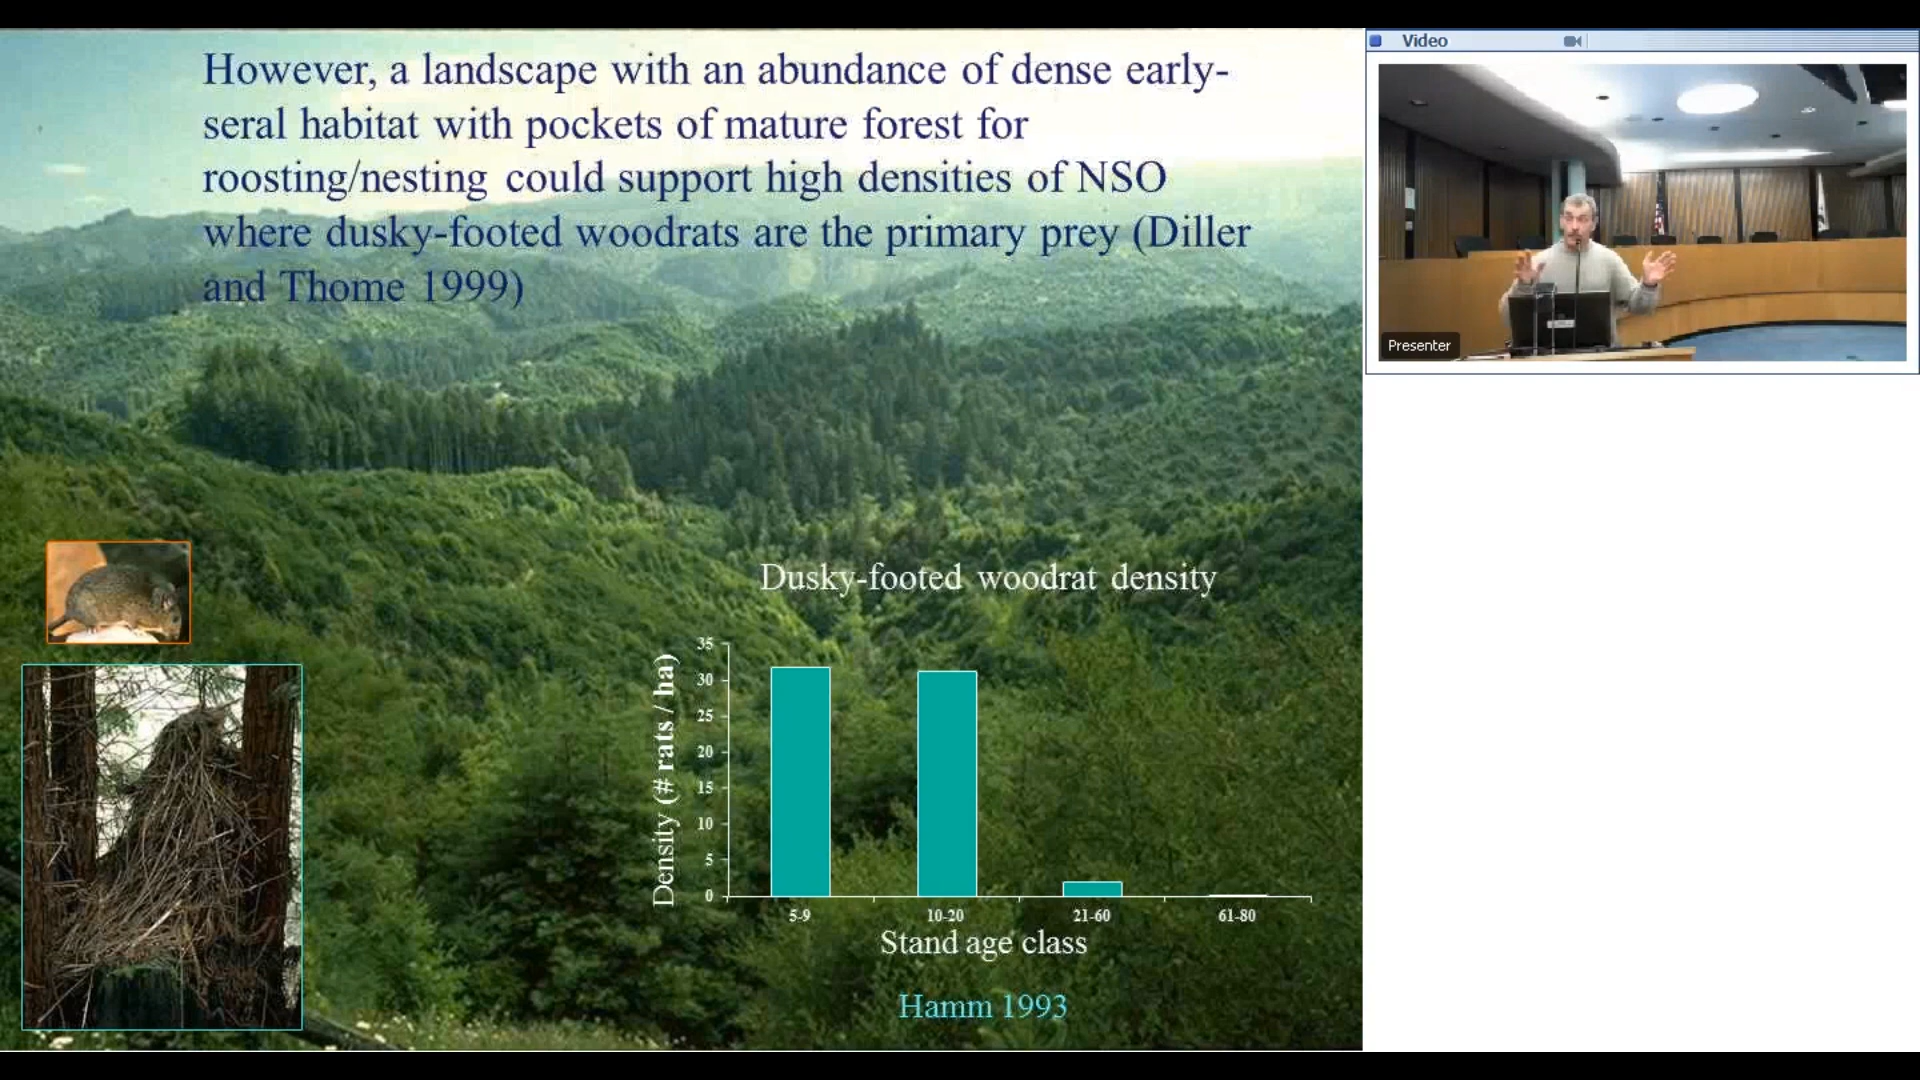 However, a landscape with an abundance of dense early-
seral habitat with pockets of mature forest for
roosting/nesting could support high densities of NSO
where dusky-footed woodrats are the primary prey (Diller
and Thome 1999)
Video
Presenter
Dusky-footed woodrat density
Density (# rats / ha)
35
30
25
20
15
10
5
0
5-9 10-20 21-60 61-80
Stand age class
Hamm 1993